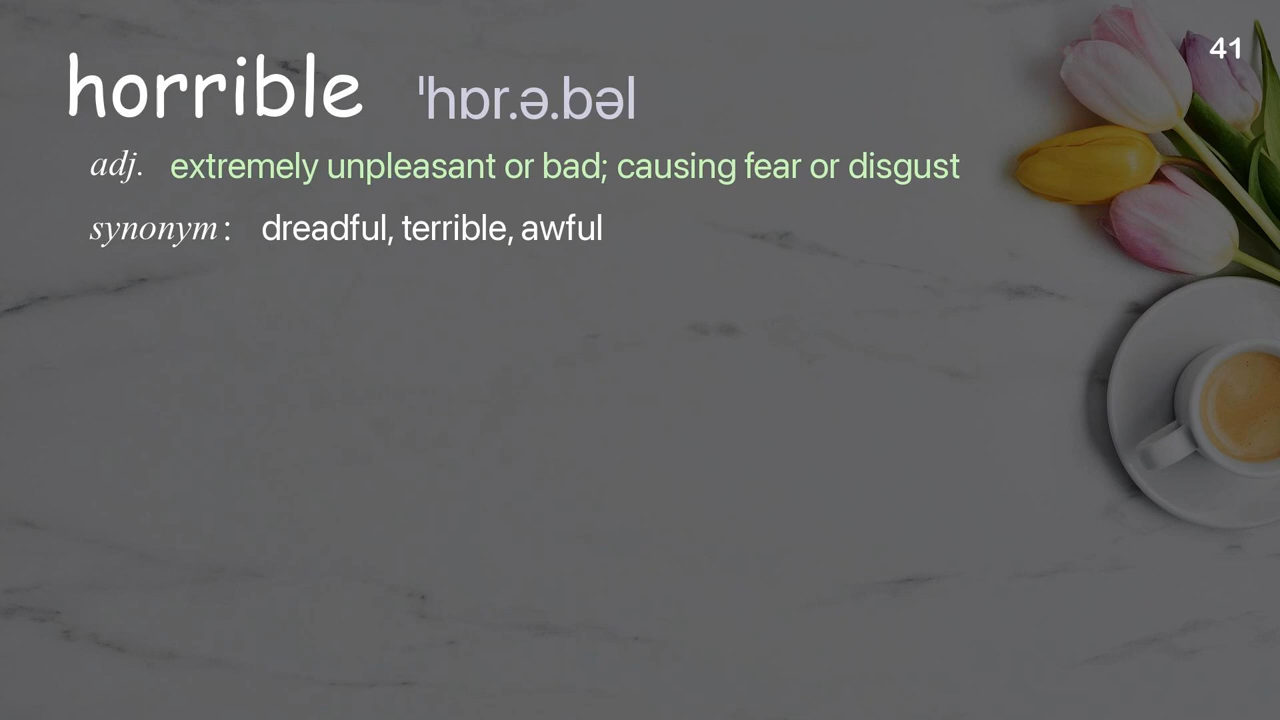 41
horrible ˈhɒr.ə.bəl
adj. extremely unpleasant or bad; causing fear or disgust
synonym: dreadful, terrible, awful